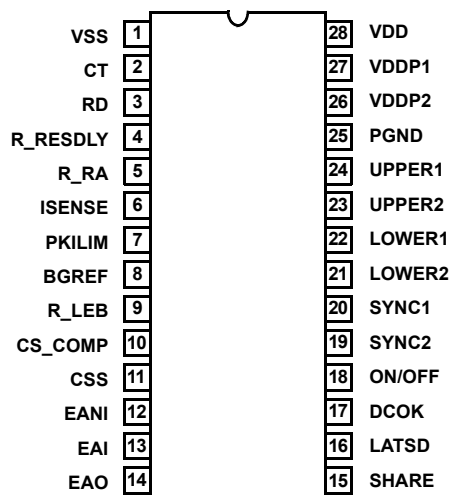 VSS 1 28 VDD
CT 2 27 VDDP1
RD 3 26 VDDP2
R_RESDLY 4 25 PGND
R_RA 5 24 UPPER1
ISENSE 6 23 UPPER2
PKILIM 7 22 LOWER1
BGREF 8 21 LOWER2
R_LEB 9 20 SYNC1
CS_COMP 10 19 SYNC2
CSS 11 18 ON/OFF
EANI 12 17 DCOK
EAI 13 16 LATSD
EAO 14 15 SHARE